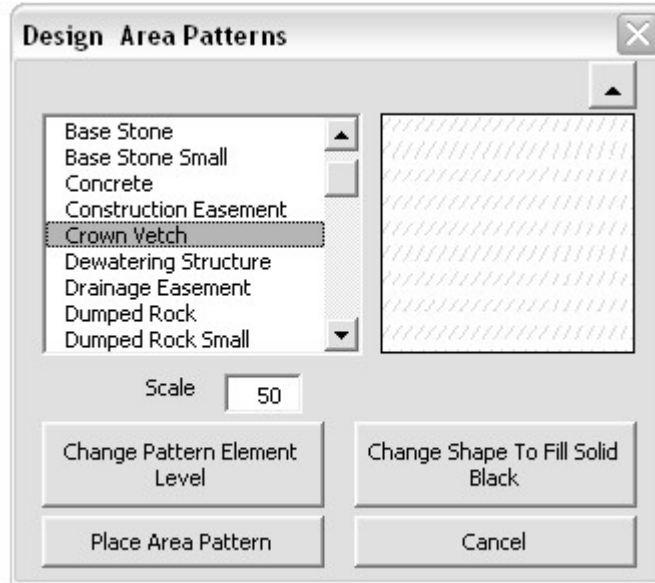 Design Area Patterns
Base Stone
Base Stone Small
Concrete
Construction Easement
Crown Vetch
Dewatering Structure
Drainage Easement
Dumped Rock
Dumped Rock Small
Scale 50
Change Pattern Element
Level
Change Shape To Fill Solid
Black
Place Area Pattern
Cancel